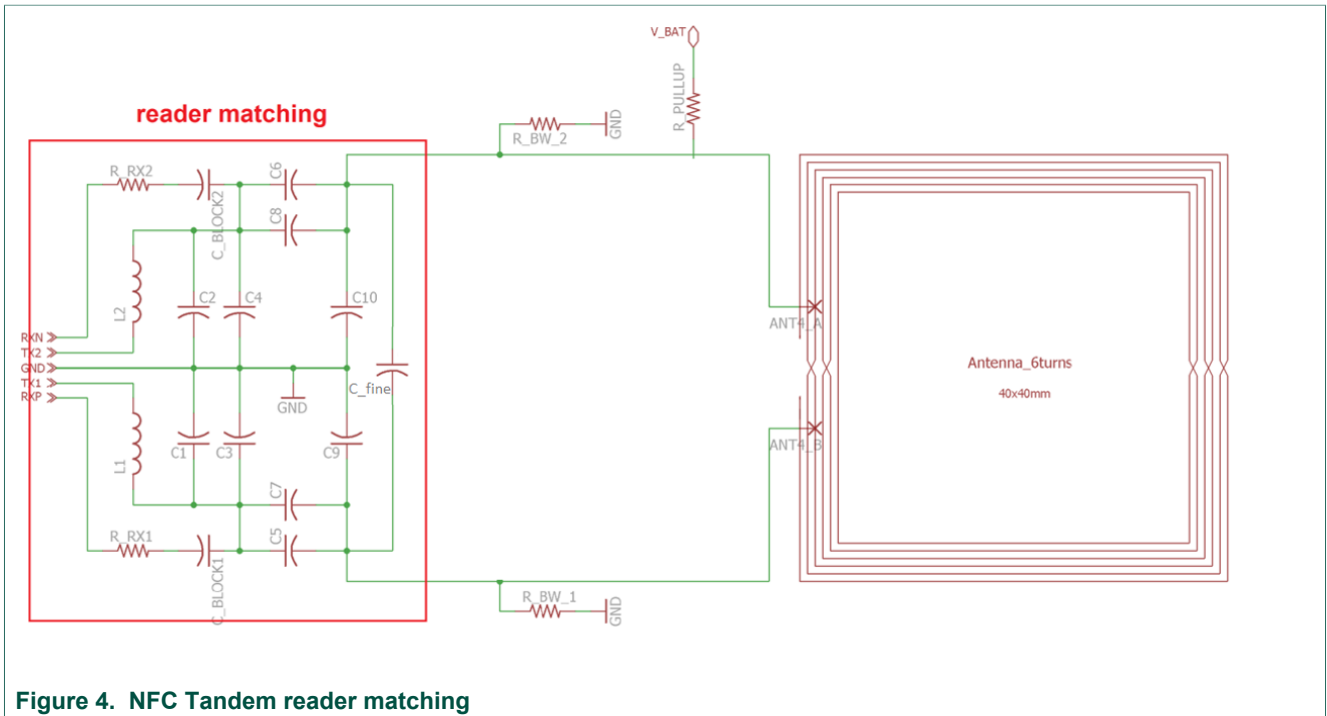 V_BAT
R_PULLUP
reader matching
R_BW_2
GND
R_RX2
C_BLOCK2
C6
C8
L2
C2
C4
C10
RXN
TX2
GND
TX1
RXP
GND
C_fine
ANT4_A
Antenna_6turns
40x40mm
ANT4_B
L1
C1
C3
C9
C7
C5
R_RX1
C_BLOCK1
R_BW_1
GND
Figure 4. NFC Tandem reader matching